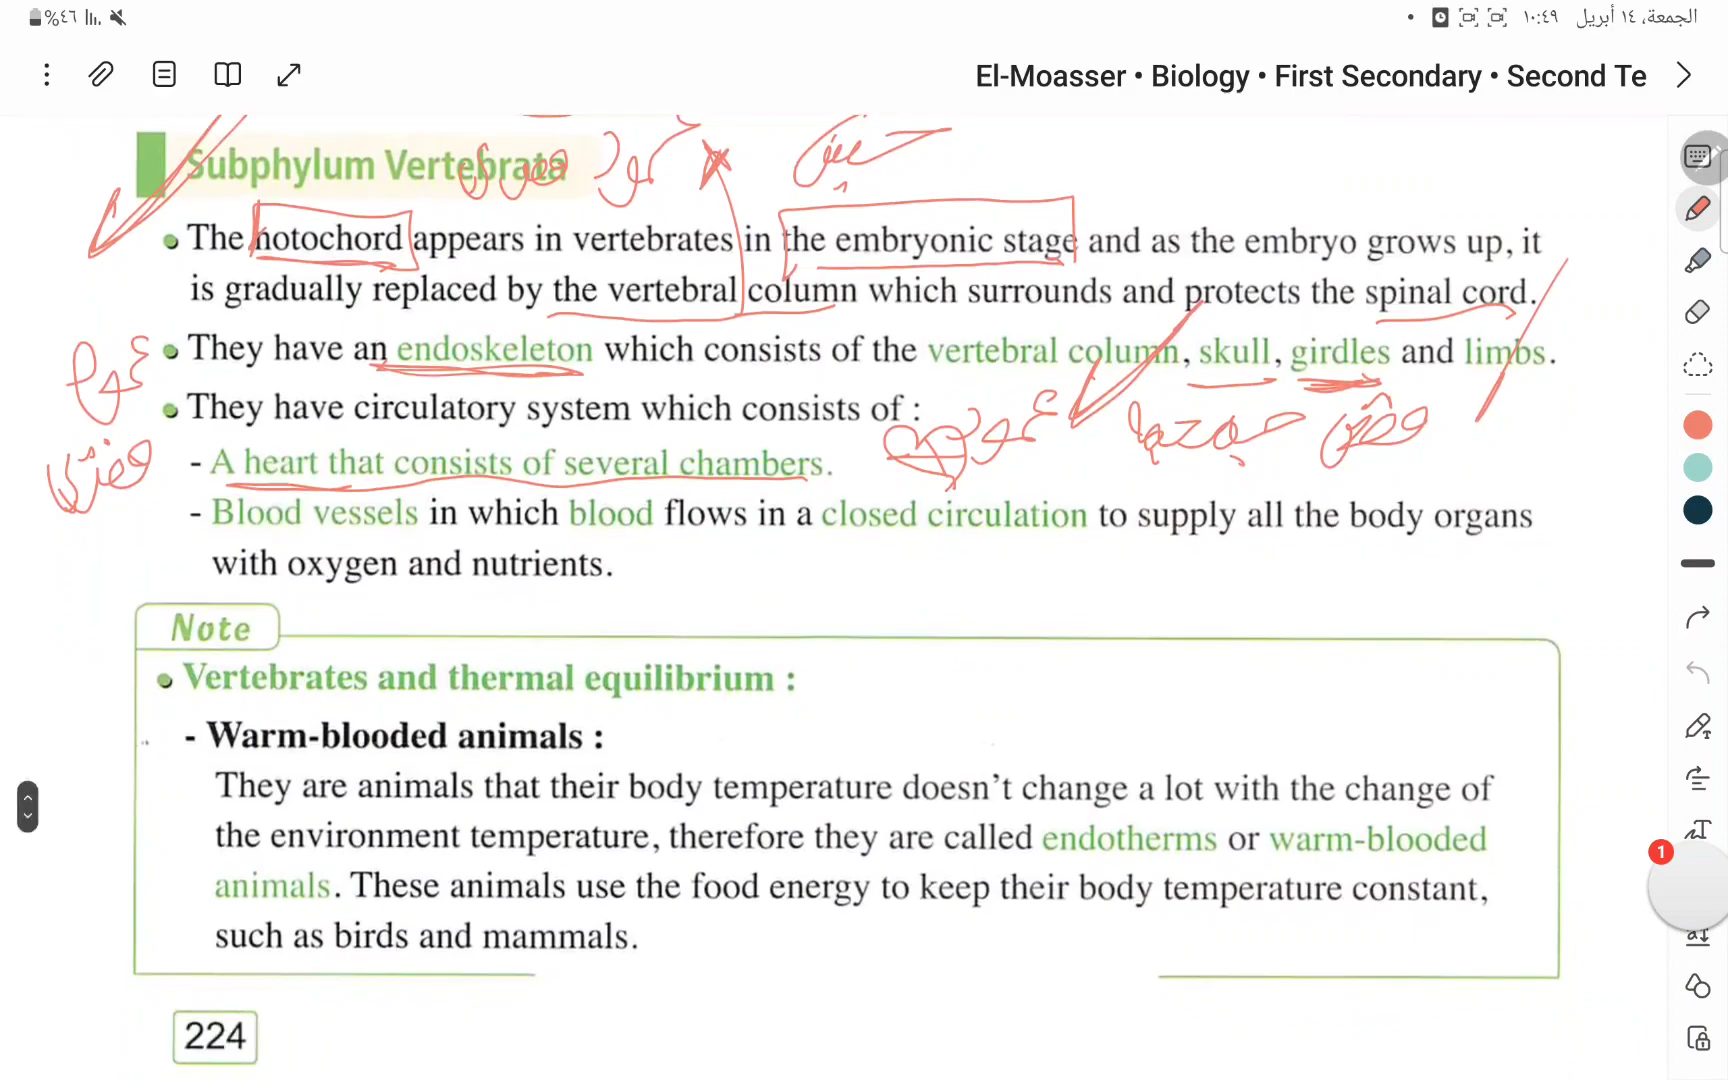 %٤٦
الجمعة، ١٤ أبريل ١٠:٤٩
El-Moasser • Biology • First Secondary • Second Te
Subphylum Vertebrata
The notochord appears in vertebrates in the embryonic stage and as the embryo grows up, it
is gradually replaced by the vertebral column which surrounds and protects the spinal cord.
They have an endoskeleton which consists of the vertebral column, skull, girdles and limbs.
They have circulatory system which consists of :
- A heart that consists of several chambers.
- Blood vessels in which blood flows in a closed circulation to supply all the body organs
with oxygen and nutrients.
Note
Vertebrates and thermal equilibrium :
- Warm-blooded animals :
They are animals that their body temperature doesn't change a lot with the change of
the environment temperature, therefore they are called endotherms or warm-blooded
animals. These animals use the food energy to keep their body temperature constant,
such as birds and mammals.
1
224